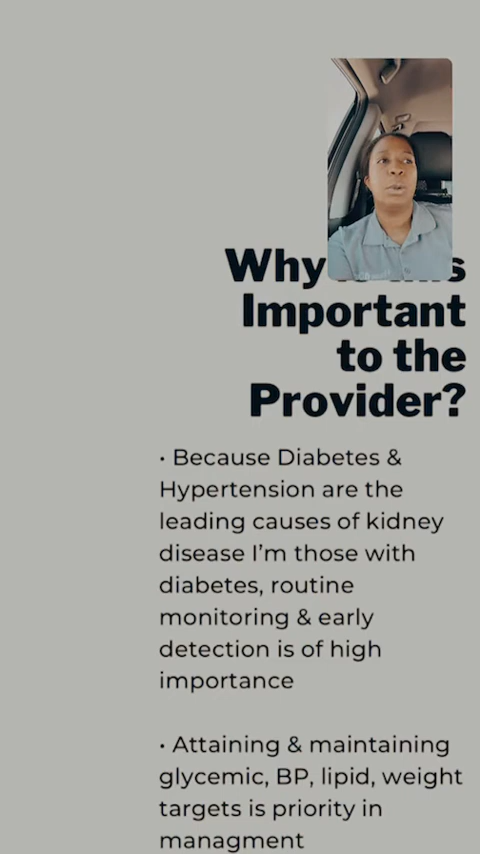 Why s
Important
to the
Provider?
• Because Diabetes &
Hypertension are the
leading causes of kidney
disease I’m those with
diabetes, routine
monitoring & early
detection is of high
importance
• Attaining & maintaining
glycemic, BP, lipid, weight
targets is priority in
managment